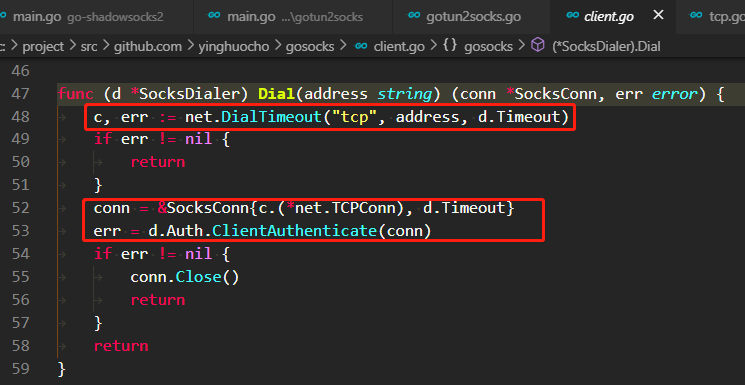 main.go go-shadowsocks2 main.go ...\gotun2socks gotun2socks.go client.go tcp.go
project > src > github.com > yinghuocho > gosocks > client.go > {} gosocks > (*SocksDialer).Dial
46
47 func (d *SocksDialer) Dial(address string) (conn *SocksConn, err error) {
48 c, err := net.DialTimeout("tcp", address, d.Timeout)
49 if err != nil {
50 return
51 }
52 conn = &SocksConn{c.(*net.TCPConn), d.Timeout}
53 err = d.Auth.ClientAuthenticate(conn)
54 if err != nil {
55 conn.Close()
56 return
57 }
58 return
59 }